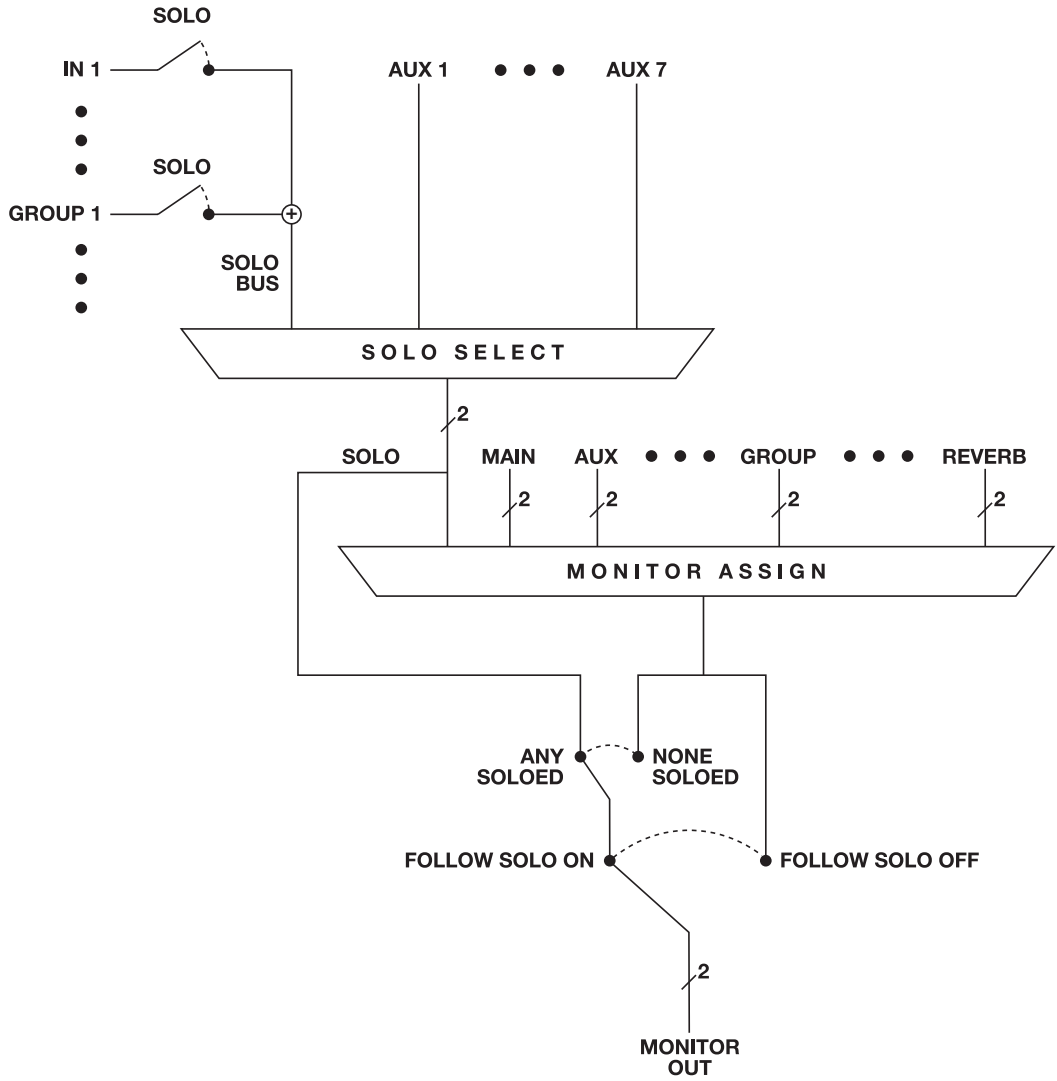 SOLO
IN 1
AUX 1
AUX 7
SOLO
GROUP 1
SOLO
BUS
SOLO SELECT
2
SOLO
MAIN
AUX
GROUP
REVERB
2
2
2
2
MONITOR ASSIGN
ANY
SOLOED
NONE
SOLOED
FOLLOW SOLO ON
FOLLOW SOLO OFF
2
MONITOR
OUT